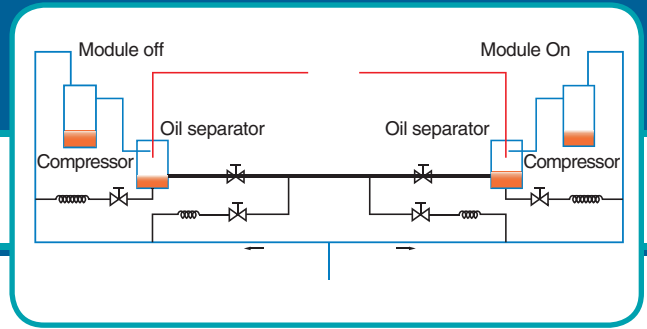 Module off
Module On
Oil separator
Oil separator
Compressor
Compressor